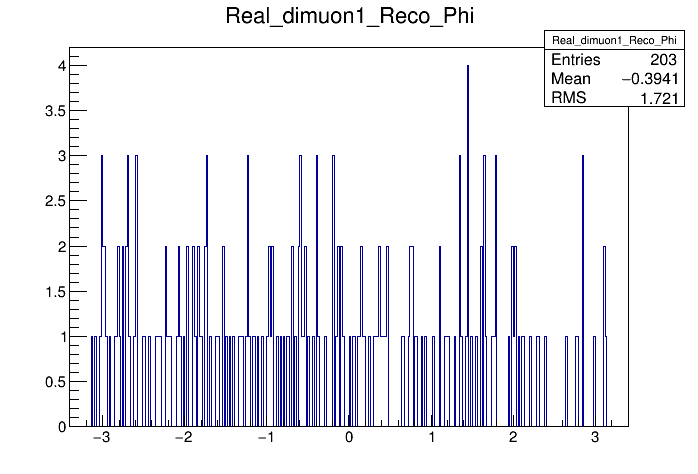 Real_dimuon1_Reco_Phi
Real_dimuon1_Reco_Phi
Entries 203
Mean −0.3941
RMS 1.721
4
3.5
3
2.5
2
1.5
1
0.5
0
−3 −2 −1 0 1 2 3